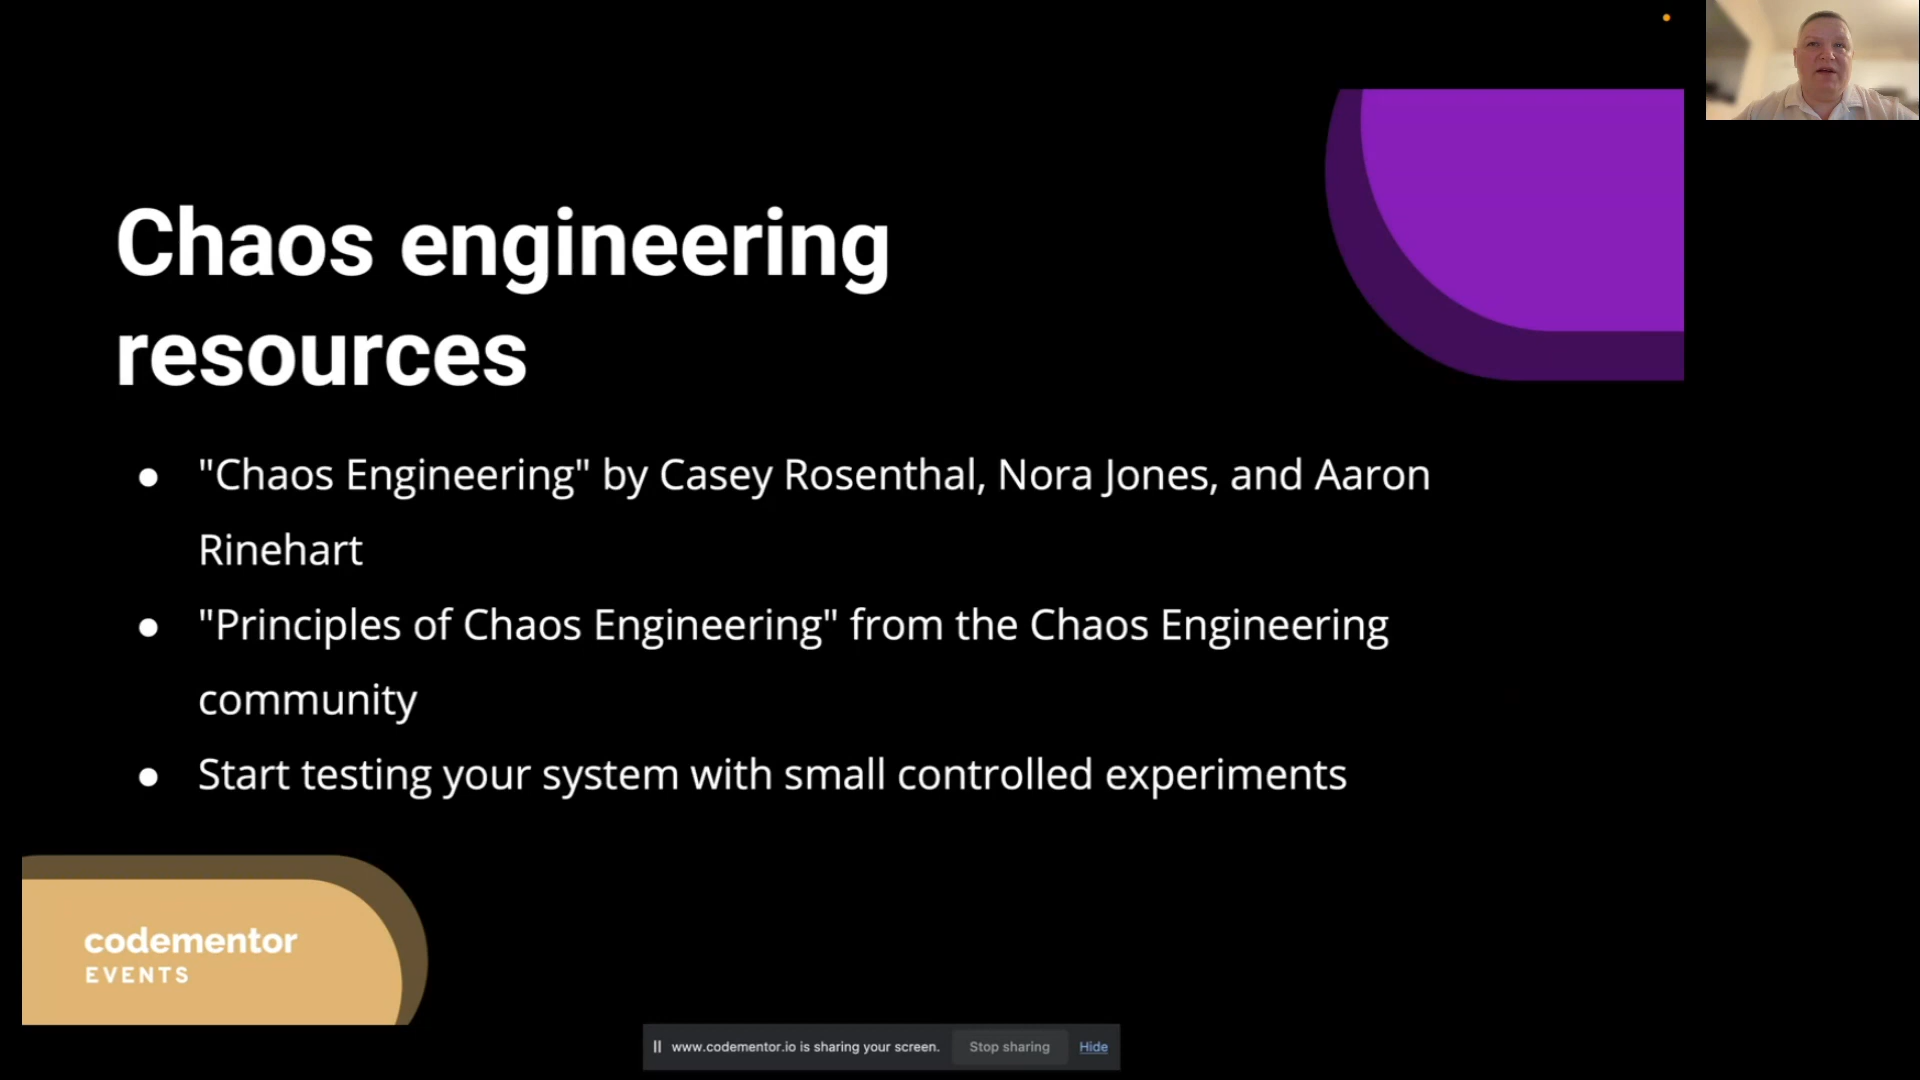 Chaos engineering
resources
● "Chaos Engineering" by Casey Rosenthal, Nora Jones, and Aaron
Rinehart
● "Principles of Chaos Engineering" from the Chaos Engineering
community
● Start testing your system with small controlled experiments
codementor
EVENTS
www.codementor.io is sharing your screen. Stop sharing Hide